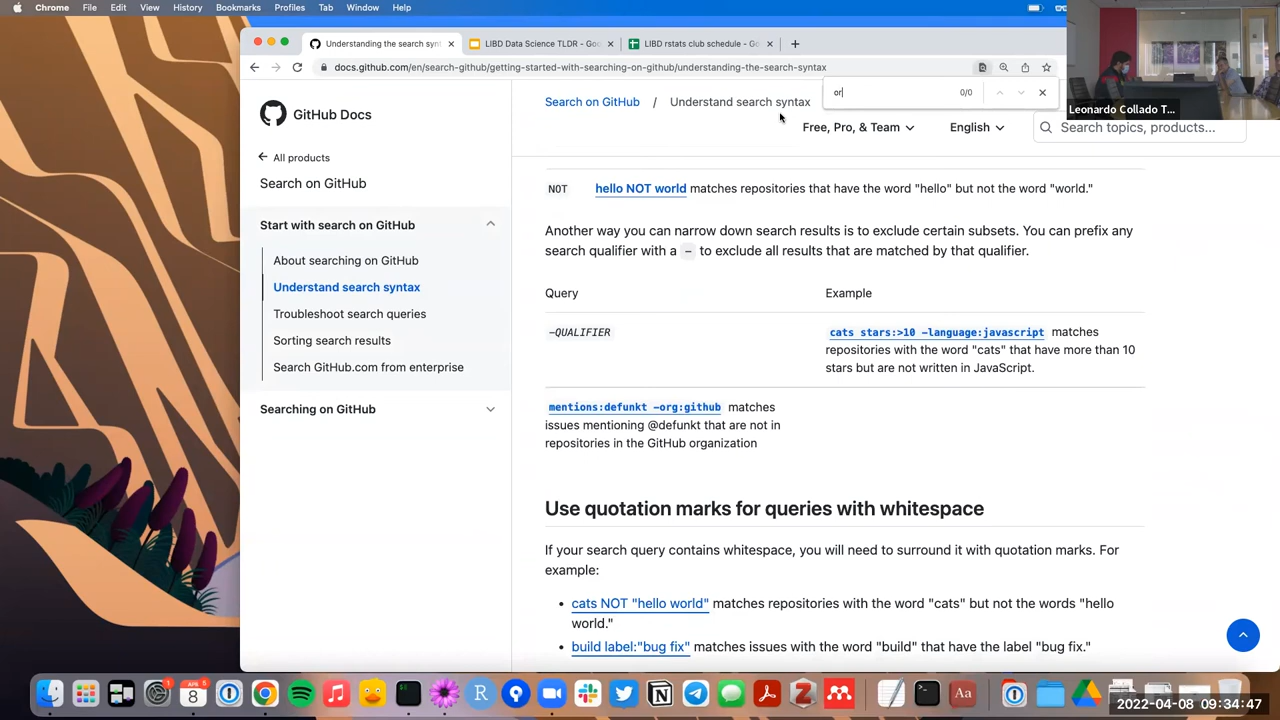 Chrome File Edit View History Bookmarks Profiles Tab Window Help
Understanding the search syn
LIBD Data Science TLDR - Goo
LIBD rstats club schedule - Go
docs.github.com/en/search-github/getting-started-with-searching-on-github/understanding-the-search-syntax
or
0/0
Leonardo Collado T...
GitHub Docs
Search on GitHub / Understand search syntax
Free, Pro, & Team
English
Search topics, products...
All products
Search on GitHub
Start with search on GitHub
About searching on GitHub
Understand search syntax
Troubleshoot search queries
Sorting search results
Search GitHub.com from enterprise
Searching on GitHub
NOT hello NOT world matches repositories that have the word "hello" but not the word "world."
Another way you can narrow down search results is to exclude certain subsets. You can prefix any
search qualifier with a - to exclude all results that are matched by that qualifier.
Query Example
-QUALIFIER
cats stars:>10 -language:javascript matches
repositories with the word "cats" that have more than 10
stars but are not written in JavaScript.
mentions:defunkt -org:github matches
issues mentioning @defunkt that are not in
repositories in the GitHub organization
Use quotation marks for queries with whitespace
If your search query contains whitespace, you will need to surround it with quotation marks. For
example:
• cats NOT "hello world" matches repositories with the word "cats" but not the words "hello
world."
• build label:"bug fix" matches issues with the word "build" that have the label "bug fix."
APR
8
R
Aa
2022-04-08 09:34:47